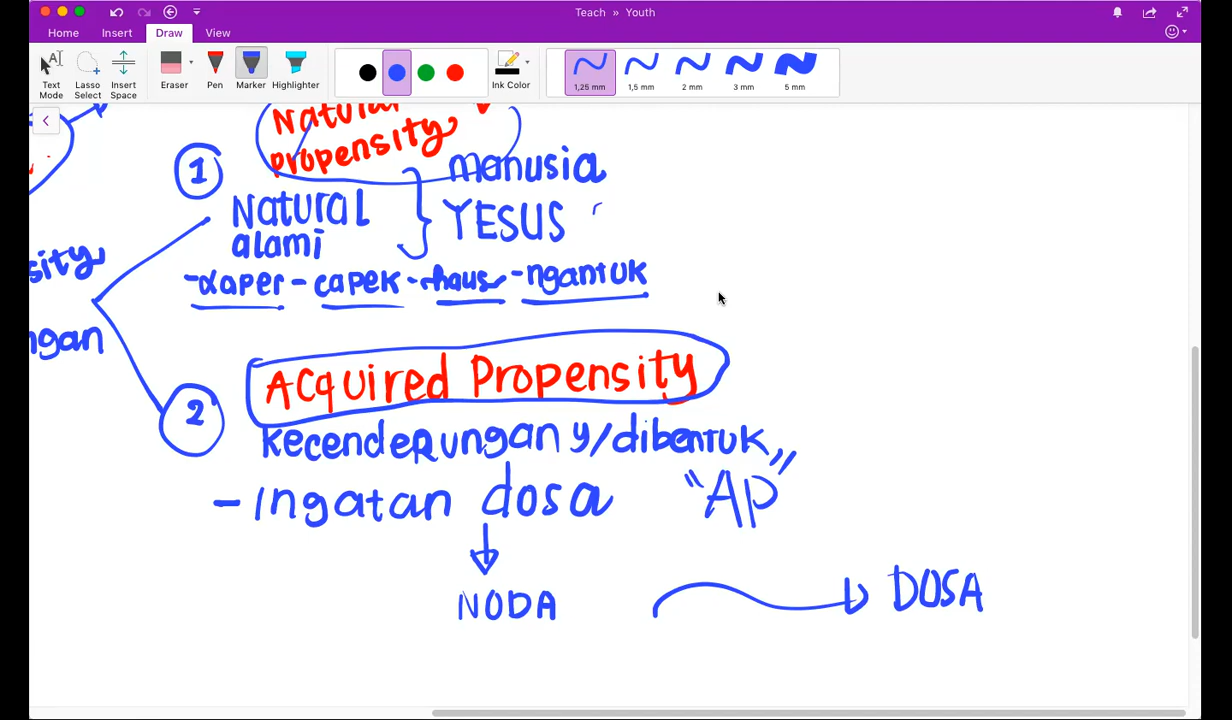 Teach » Youth
Home Insert Draw View
Text Mode
Lasso Select
Insert Space
Eraser
Pen
Marker
Highlighter
Ink Color
1,25 mm
1,5 mm
2 mm
3 mm
5 mm
Natural
propensity
1
manusia
Natural
alami
YESUS
-laper - capek - haus - ngantuk
sity
ngan
2
Acquired Propensity
Kecenderungan y/dibentuk
- Ingatan dosa "AP"
NODA
DOSA